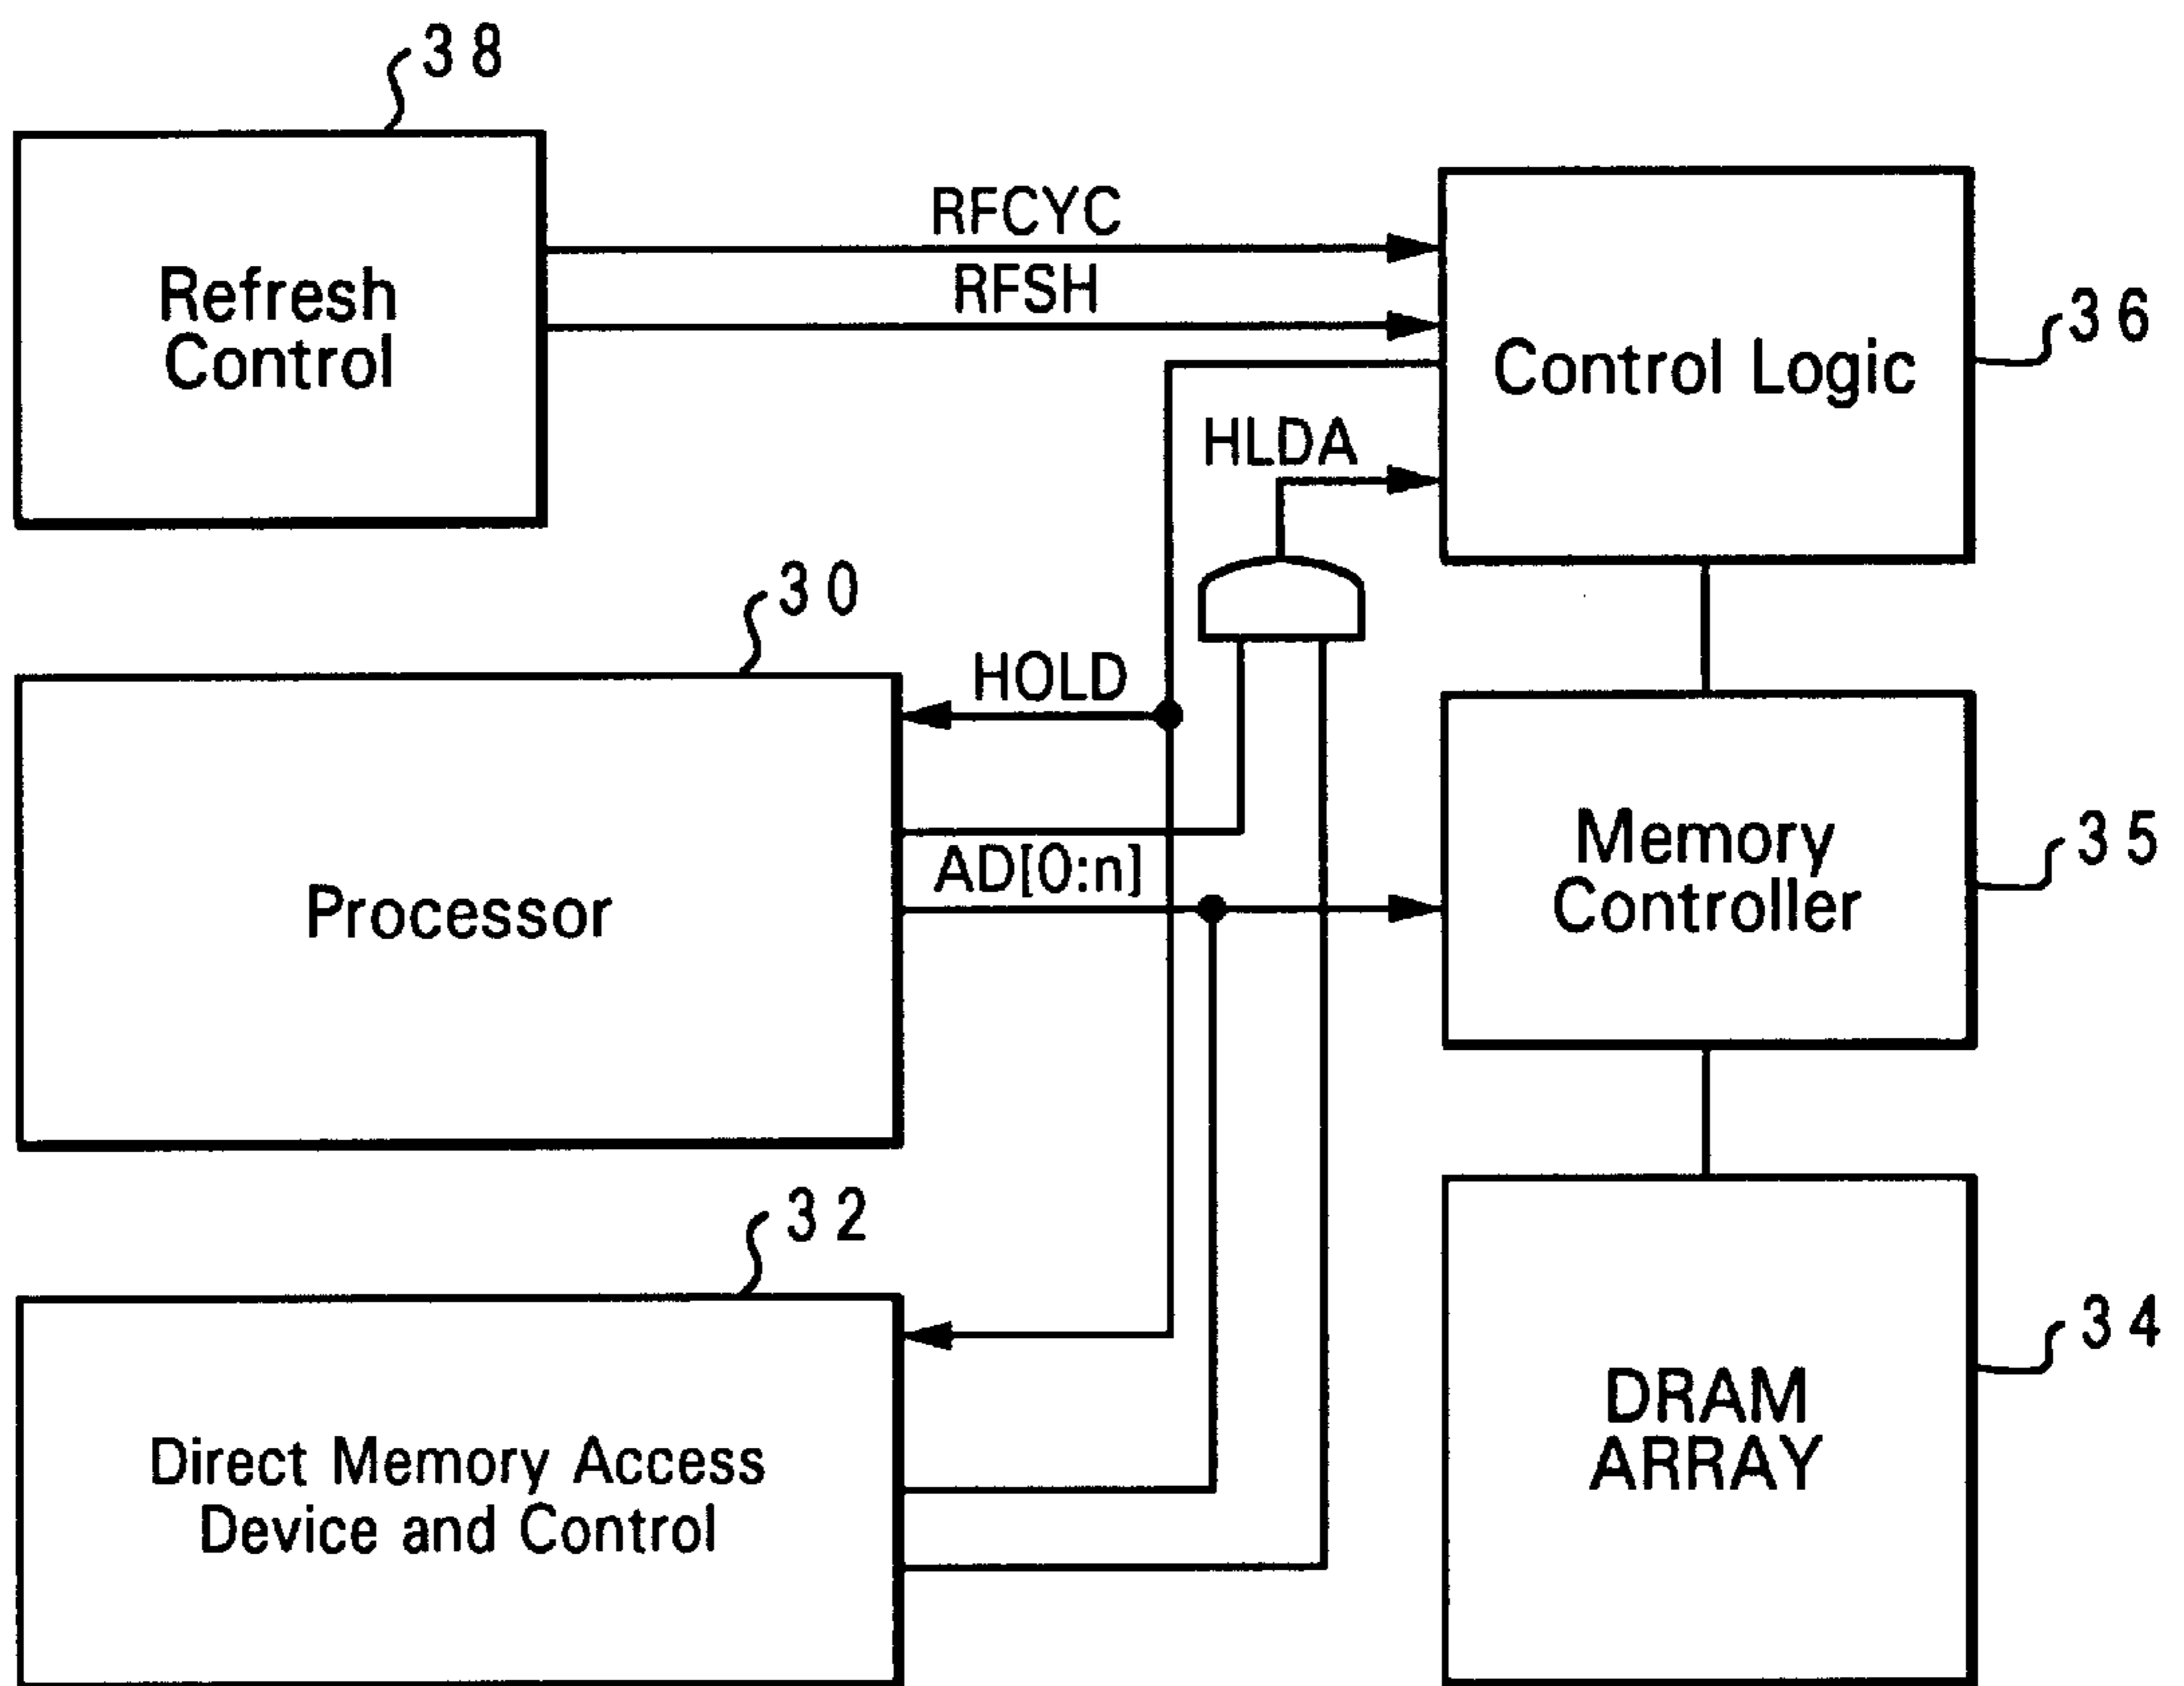 38
Refresh
Control
RFCYC
RFSH
Control Logic
36
HLDA
30
HOLD
Processor
AD[0:n]
Memory
Controller
35
32
Direct Memory Access
Device and Control
DRAM
ARRAY
34